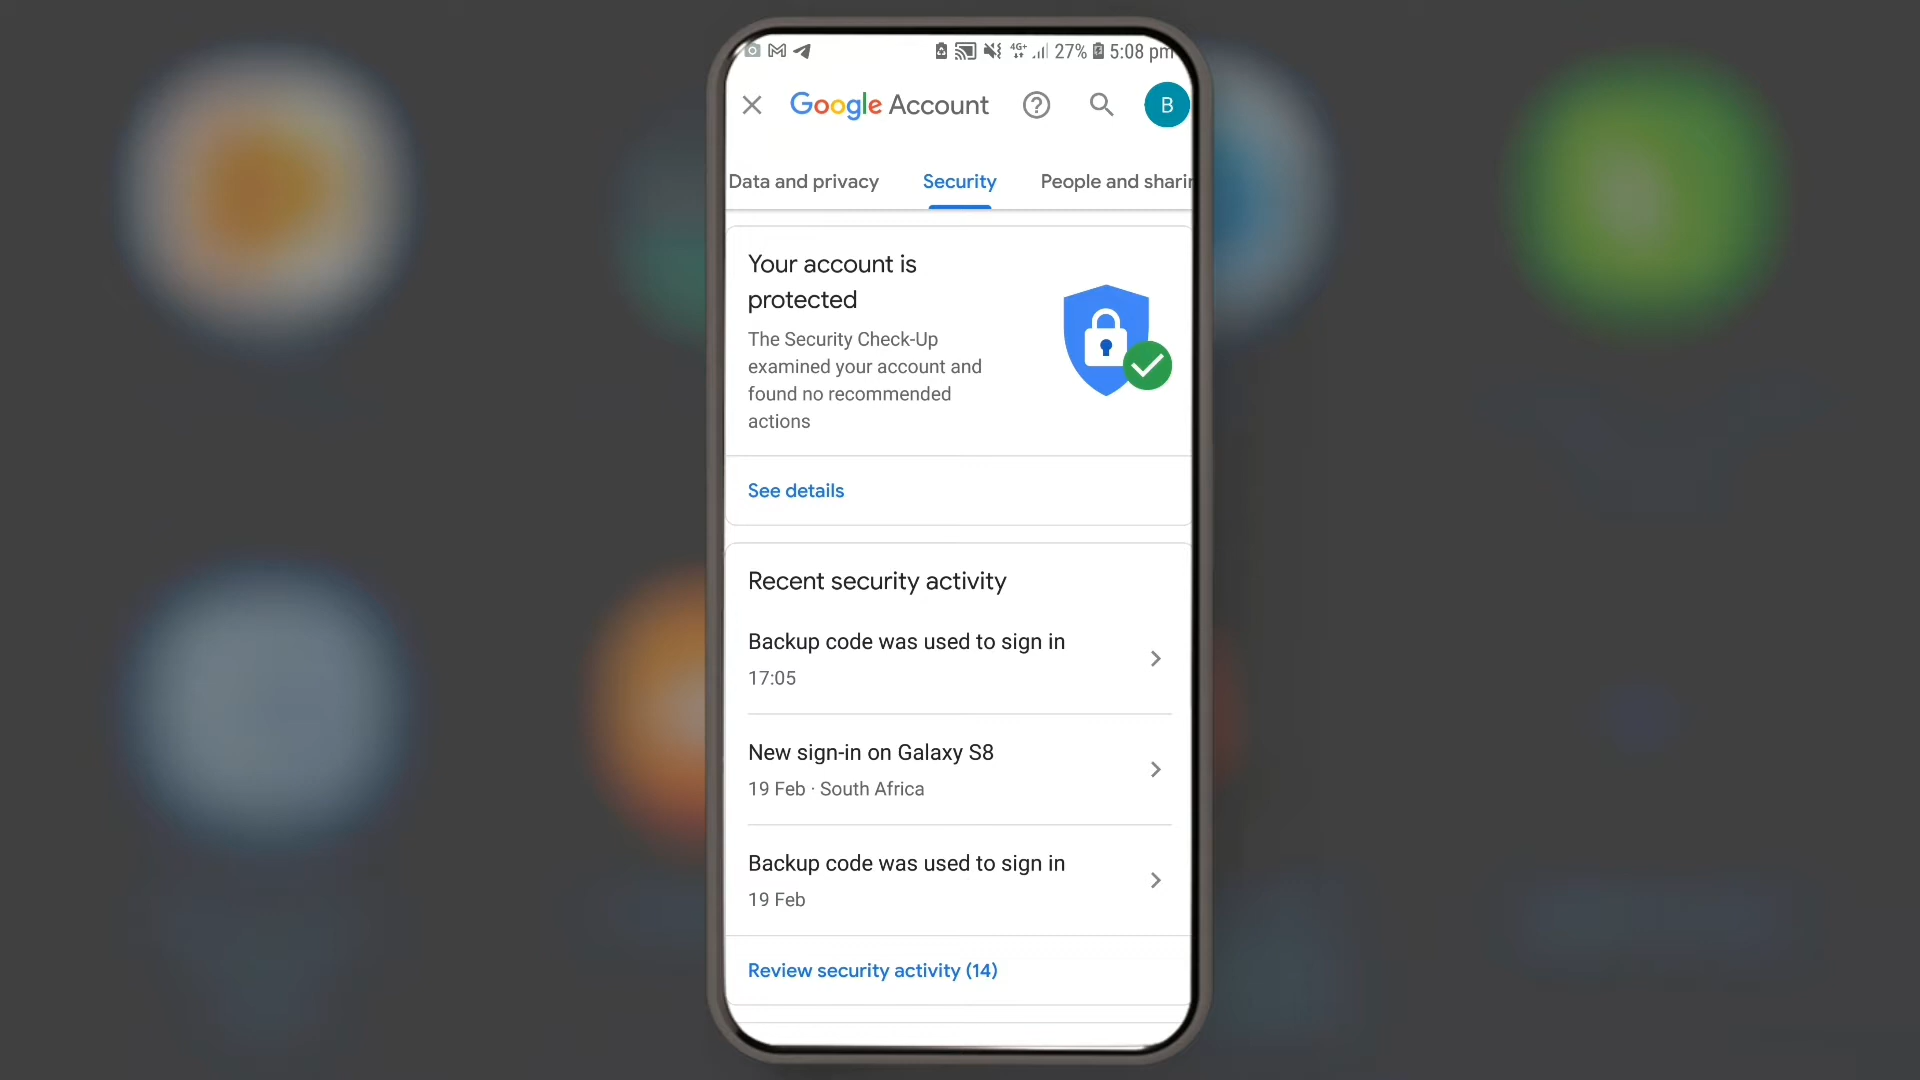 4G+ 27% 5:08 pm
Google Account B
Data and privacy Security People and sharin
Your account is
protected
The Security Check-Up
examined your account and
found no recommended
actions
See details
Recent security activity
Backup code was used to sign in
17:05
New sign-in on Galaxy S8
19 Feb · South Africa
Backup code was used to sign in
19 Feb
Review security activity (14)